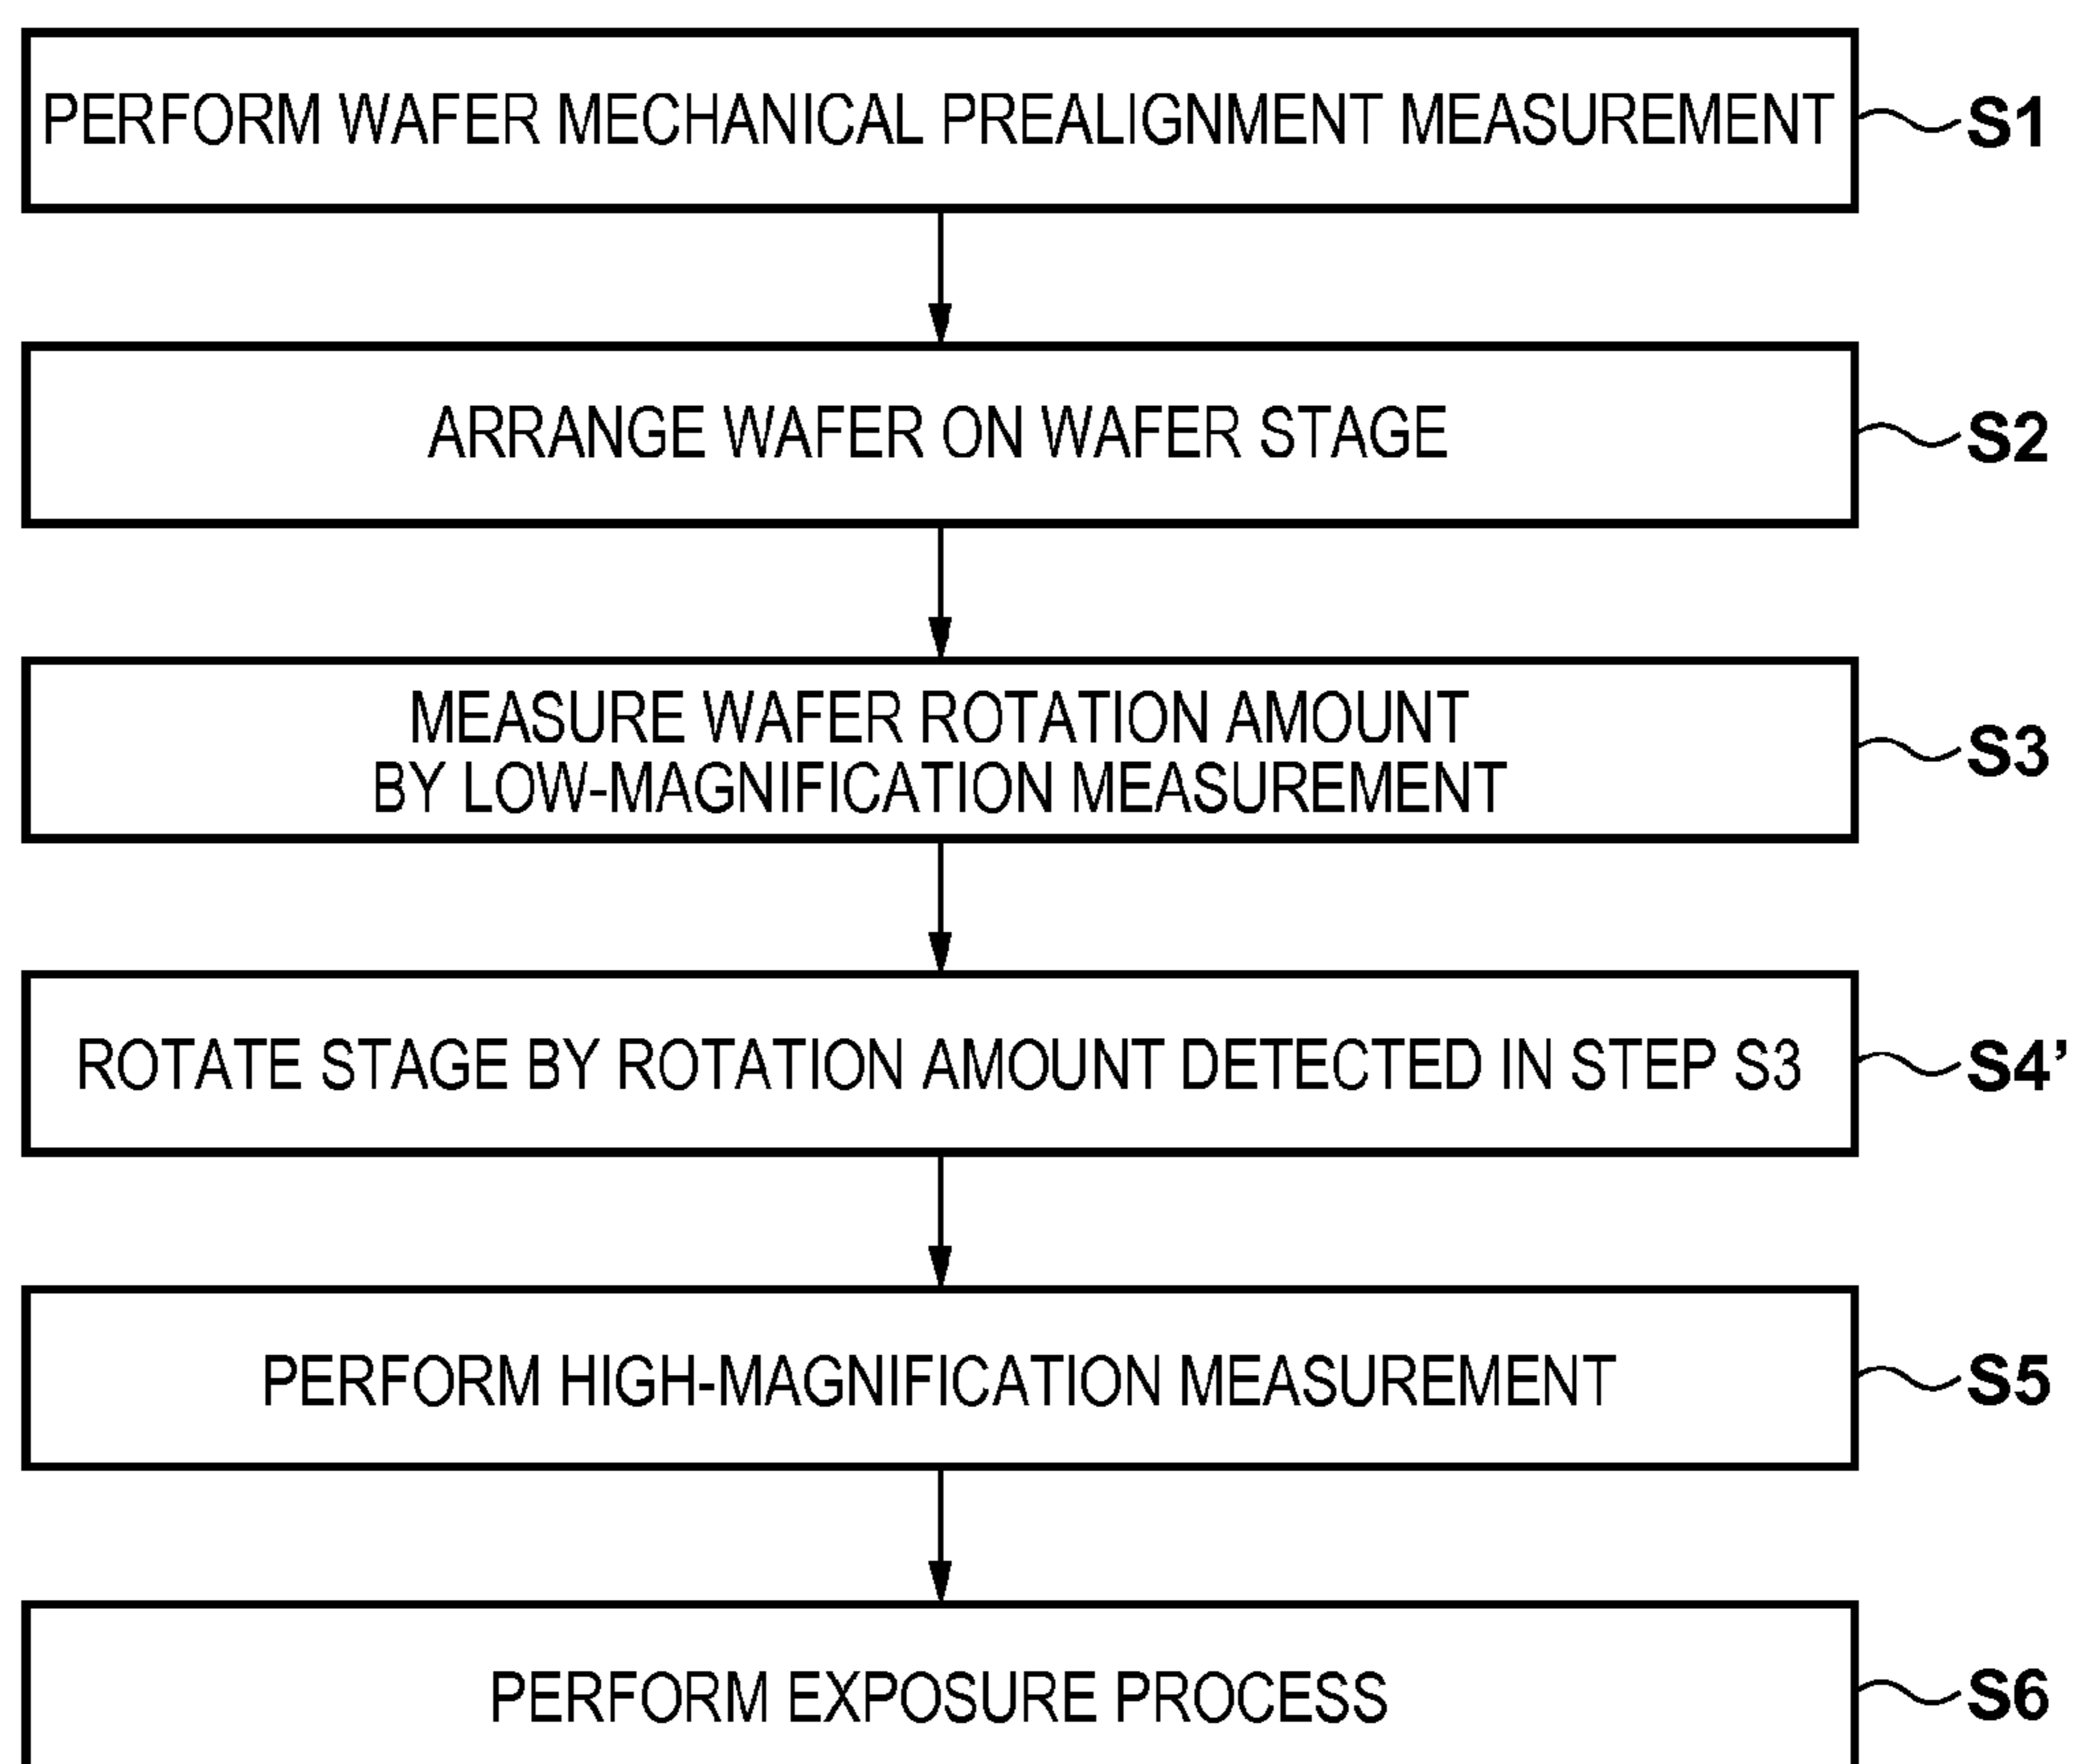 PERFORM WAFER MECHANICAL PREALIGNMENT MEASUREMENT S1
ARRANGE WAFER ON WAFER STAGE S2
MEASURE WAFER ROTATION AMOUNT
BY LOW-MAGNIFICATION MEASUREMENT S3
ROTATE STAGE BY ROTATION AMOUNT DETECTED IN STEP S3 S4’
PERFORM HIGH-MAGNIFICATION MEASUREMENT S5
PERFORM EXPOSURE PROCESS S6